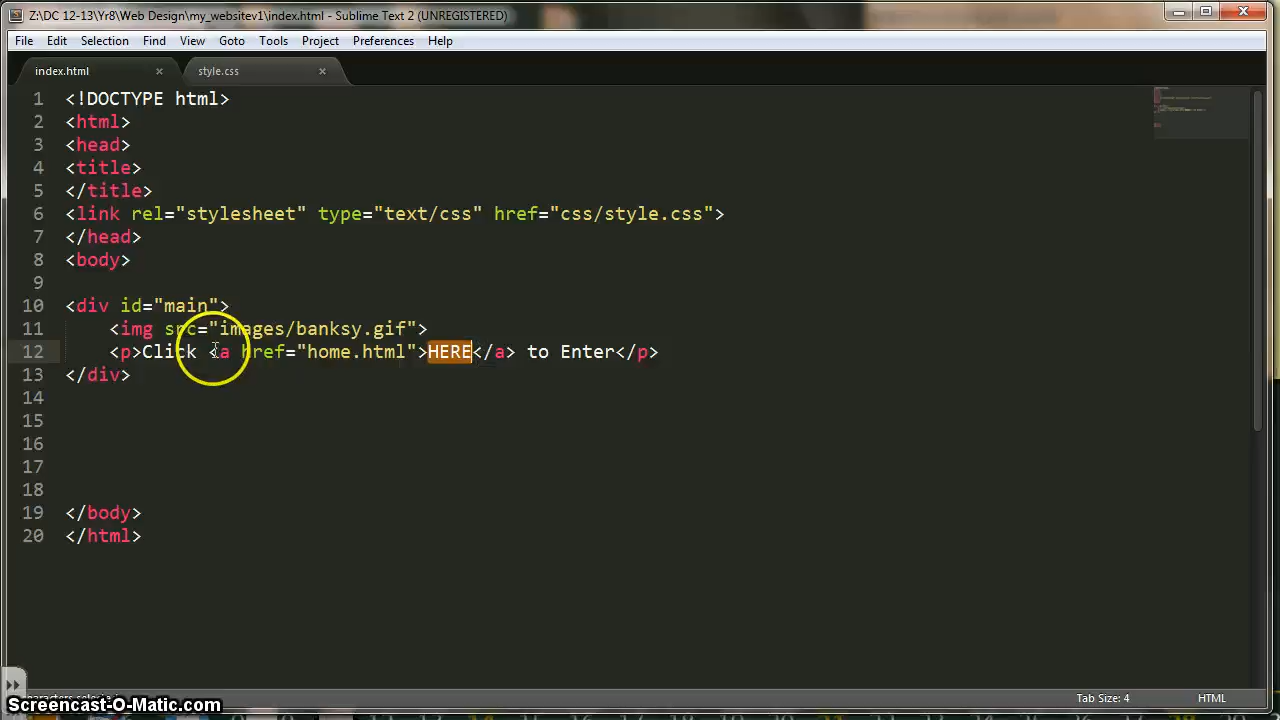 Z:\DC 12-13\Yr8\Web Design\my_websitev1\index.html - Sublime Text 2 (UNREGISTERED)
File Edit Selection Find View Goto Tools Project Preferences Help
index.html × style.css ×
1 <!DOCTYPE html>
2 <html>
3 <head>
4 <title>
5 </title>
6 <link rel="stylesheet" type="text/css" href="css/style.css">
7 </head>
8 <body>
9
10 <div id="main">
11 <img src="images/banksy.gif">
12 <p>Click <a href="home.html">HERE</a> to Enter</p>
13 </div>
14
15
16
17
18
19 </body>
20 </html>
Tab Size: 4 HTML
Screencast-O-Matic.com